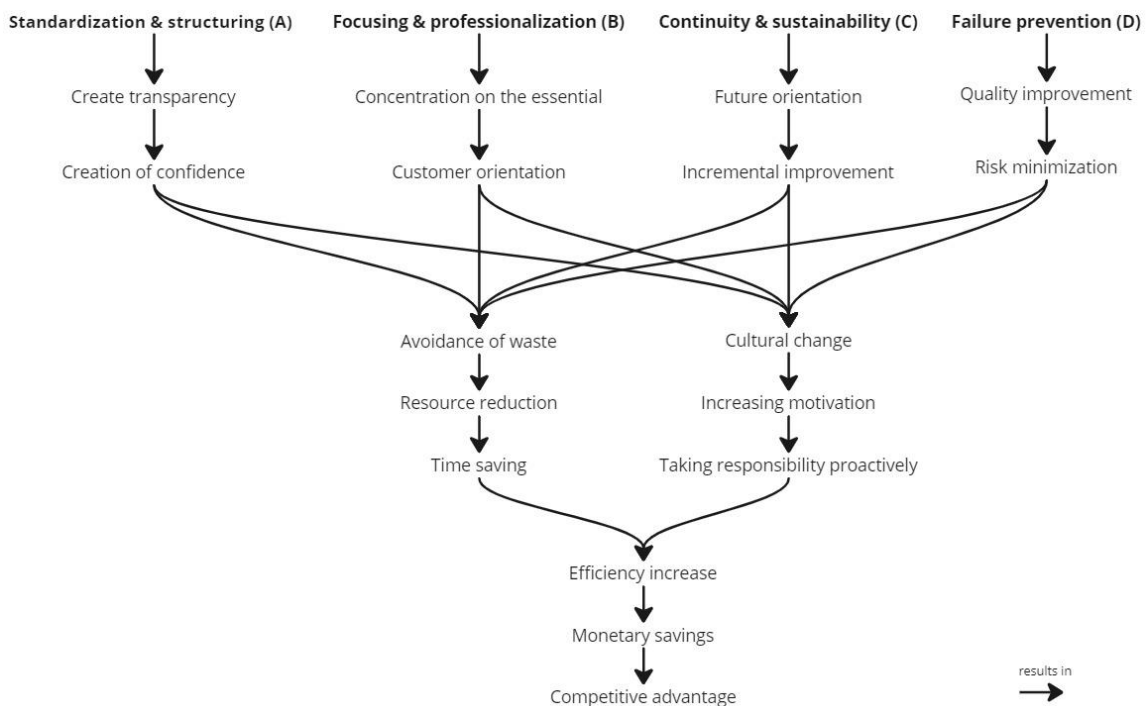 Standardization & structuring (A)
Focusing & professionalization (B)
Continuity & sustainability (C)
Failure prevention (D)
Create transparency
Concentration on the essential
Future orientation
Quality improvement
Creation of confidence
Customer orientation
Incremental improvement
Risk minimization
Avoidance of waste
Cultural change
Resource reduction
Increasing motivation
Time saving
Taking responsibility proactively
Efficiency increase
Monetary savings
Competitive advantage
results in